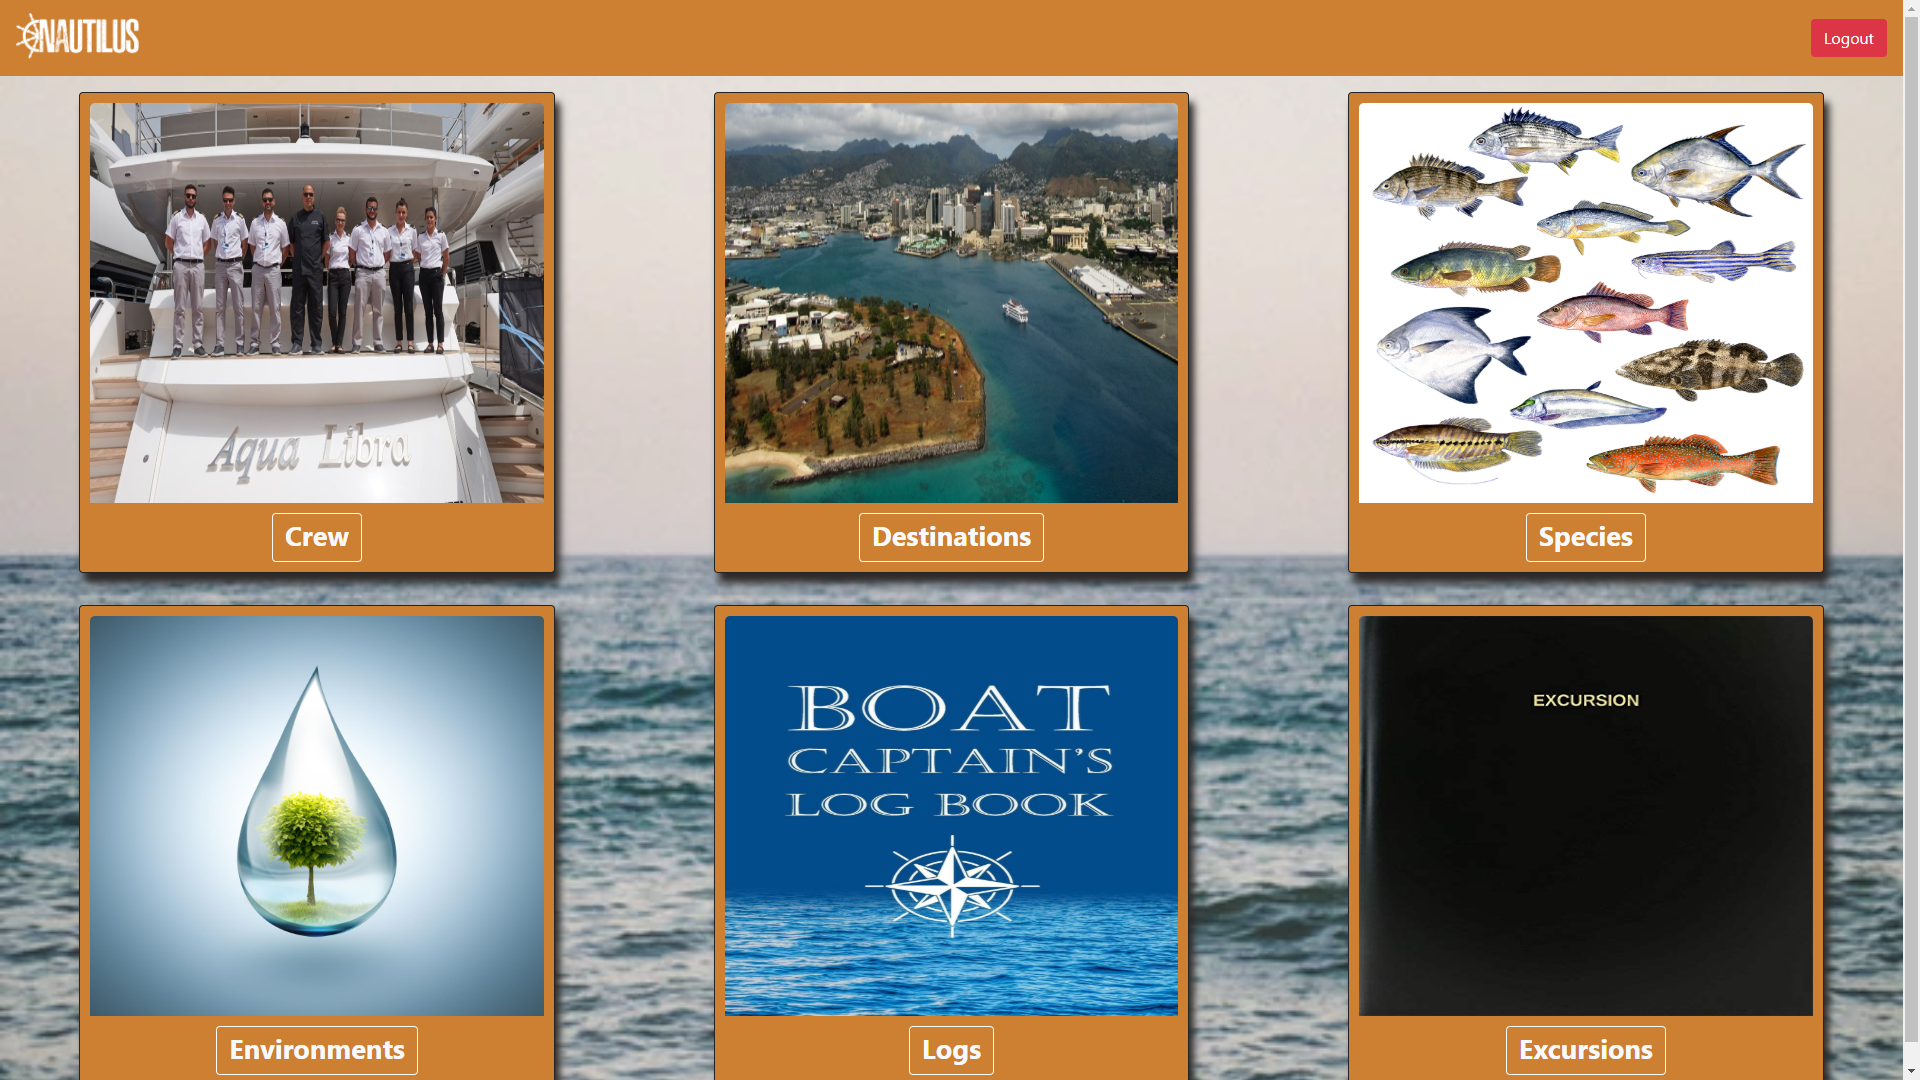 NAUTILUS
Logout
Aqua Libra
Crew
Destinations
Species
BOAT
CAPTAIN'S
LOG BOOK
EXCURSION
Environments
Logs
Excursions